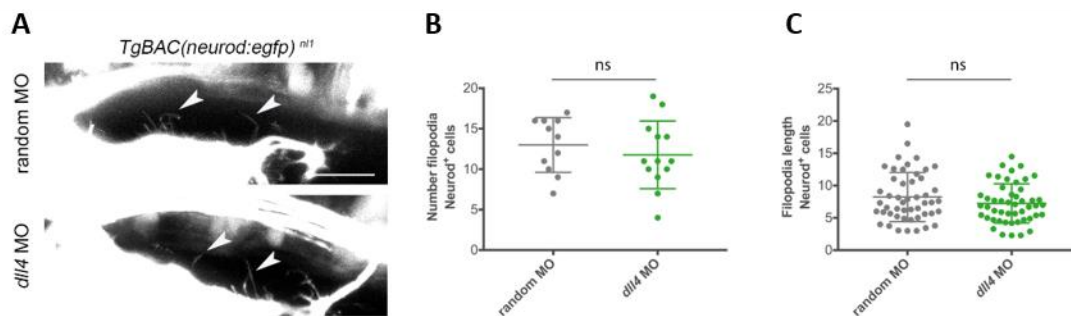 A
TgBAC(neurod:egfp) nl1
random MO
dll4 MO
B
ns
Number filopodia
Neurod+ cells
20
15
10
5
0
random MO
dll4 MO
C
ns
Filopodia length
Neurod+ cells
25
20
15
10
5
0
random MO
dll4 MO